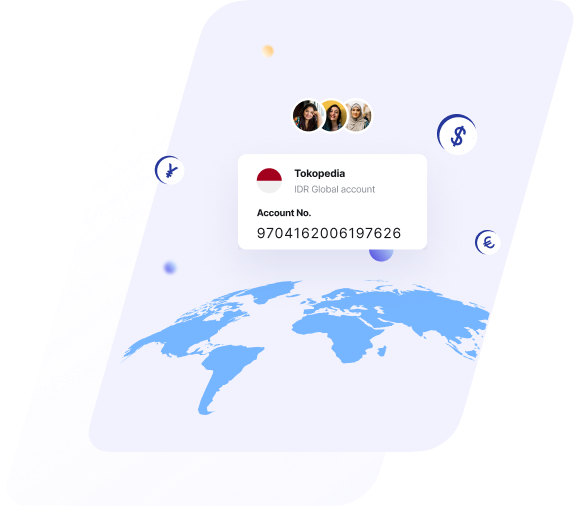 ¥
$
€
Tokopedia
IDR Global account
Account No.
9704162006197626